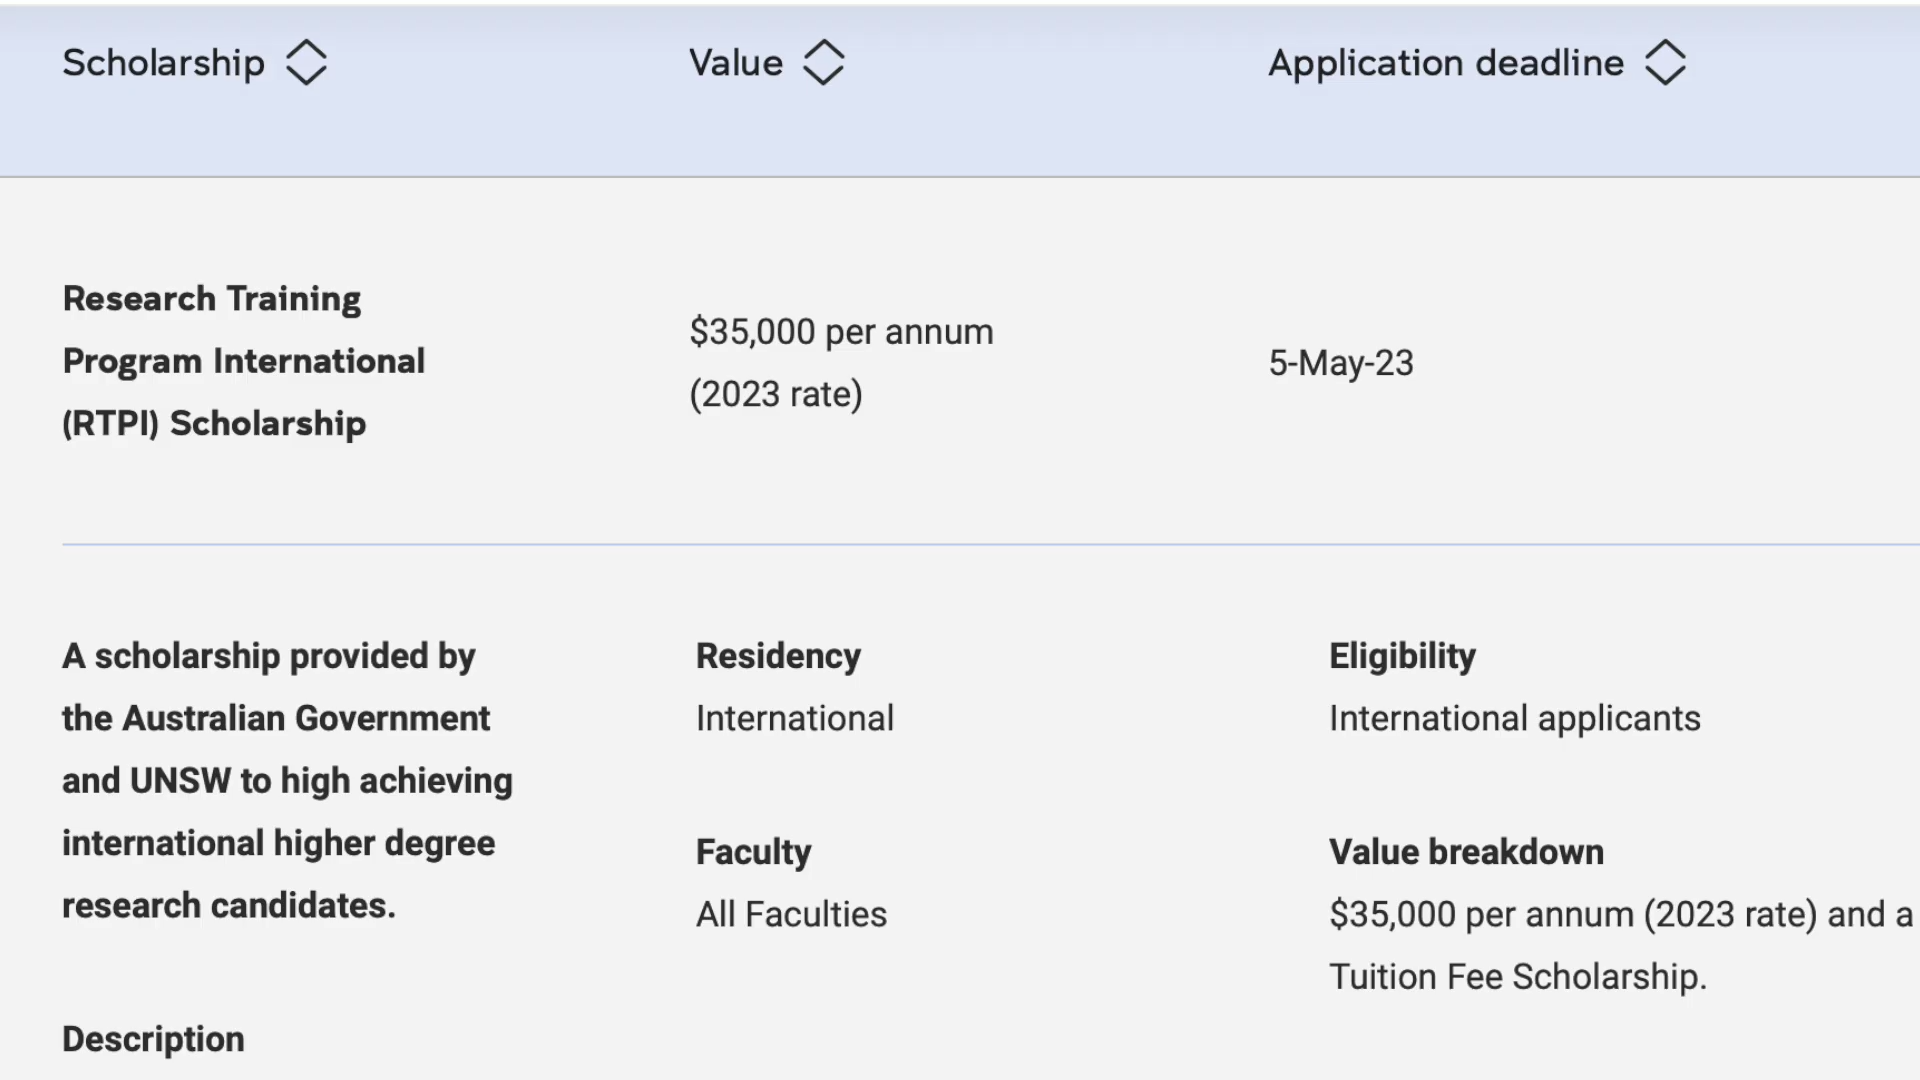 Scholarship
Value
Application deadline
Research Training
Program International
(RTPI) Scholarship
$35,000 per annum
(2023 rate)
5-May-23
A scholarship provided by
the Australian Government
and UNSW to high achieving
international higher degree
research candidates.
Description
Residency
International
Faculty
All Faculties
Eligibility
International applicants
Value breakdown
$35,000 per annum (2023 rate) and a
Tuition Fee Scholarship.